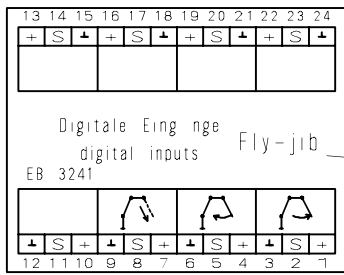 13 14 15 16 17 18 19 20 21 22 23 24
+ S ⊥ + S ⊥ + S ⊥ + S ⊥
Digitale Eing nge
digital inputs
Fly-jib
EB 3241
⊥ S + ⊥ S + ⊥ S + ⊥ S +
12 11 10 9 8 7 6 5 4 3 2 1